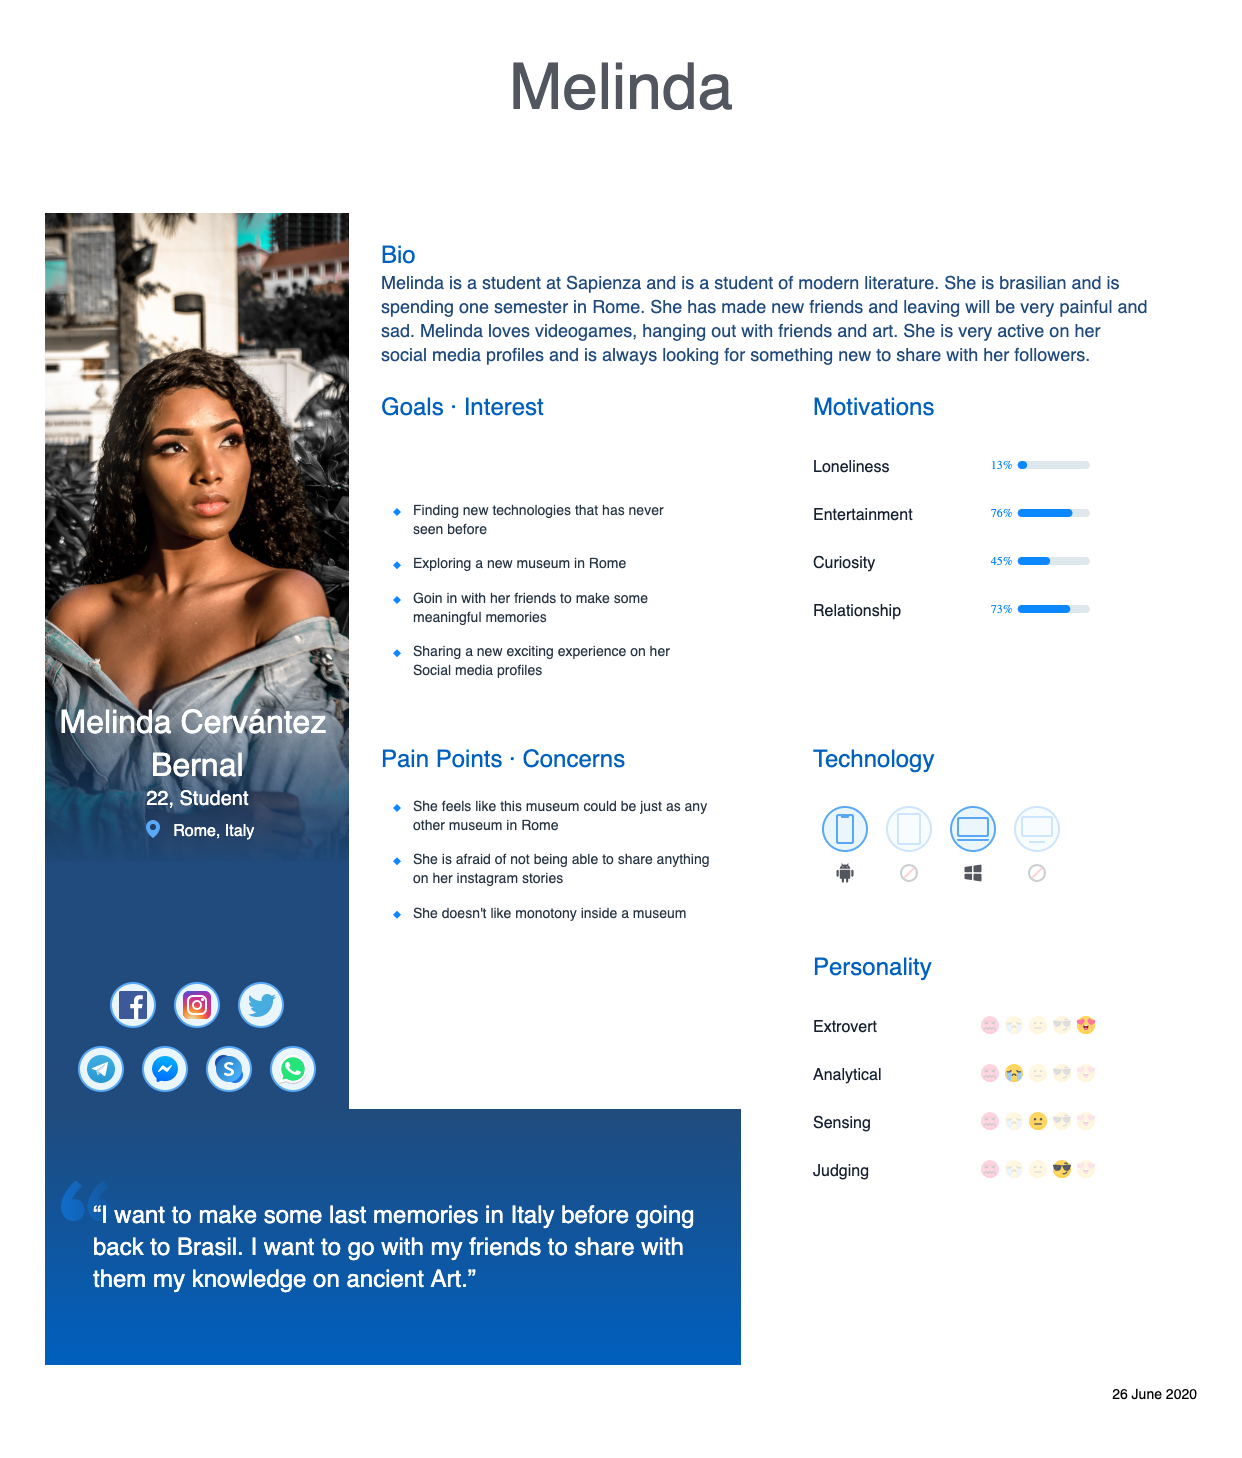 Melinda
Melinda Cervántez
Bernal
22, Student
Rome, Italy
Bio
Melinda is a student at Sapienza and is a student of modern literature. She is brasilian and is
spending one semester in Rome. She has made new friends and leaving will be very painful and
sad. Melinda loves videogames, hanging out with friends and art. She is very active on her
social media profiles and is always looking for something new to share with her followers.
Goals · Interest
Finding new technologies that has never
seen before
Exploring a new museum in Rome
Goin in with her friends to make some
meaningful memories
Sharing a new exciting experience on her
Social media profiles
Motivations
Loneliness 13%
Entertainment 76%
Curiosity 45%
Relationship 73%
Pain Points · Concerns
She feels like this museum could be just as any
other museum in Rome
She is afraid of not being able to share anything
on her instagram stories
She doesn't like monotony inside a museum
Technology
Personality
Extrovert
Analytical
Sensing
Judging
“I want to make some last memories in Italy before going
back to Brasil. I want to go with my friends to share with
them my knowledge on ancient Art.”
26 June 2020